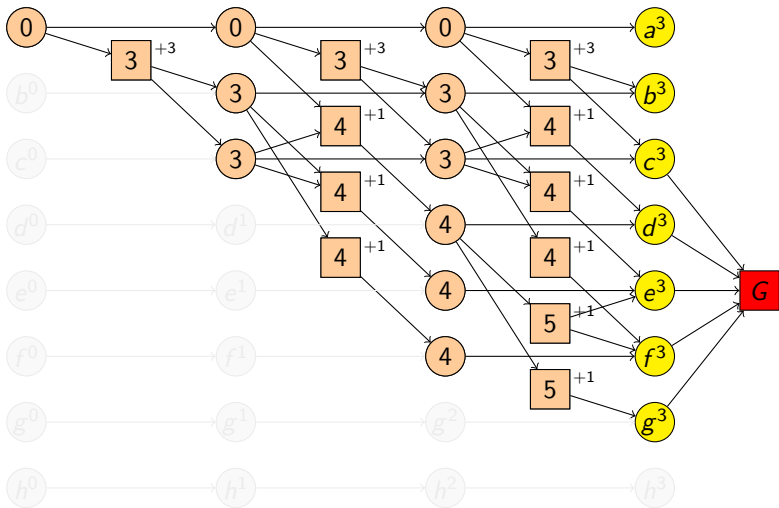 0 0 0 a³
3 +3 3 +3 3 +3
b⁰ 3 3 b³
4 +1 4 +1
c⁰ 3 3 c³
4 +1 4 +1
d⁰ d¹ 4 d³
4 +1 4 +1
e⁰ e¹ 4 e³ G
5 +1
f⁰ f¹ 4 f³
5 +1
g⁰ g¹ g² g³
h⁰ h¹ h² h³